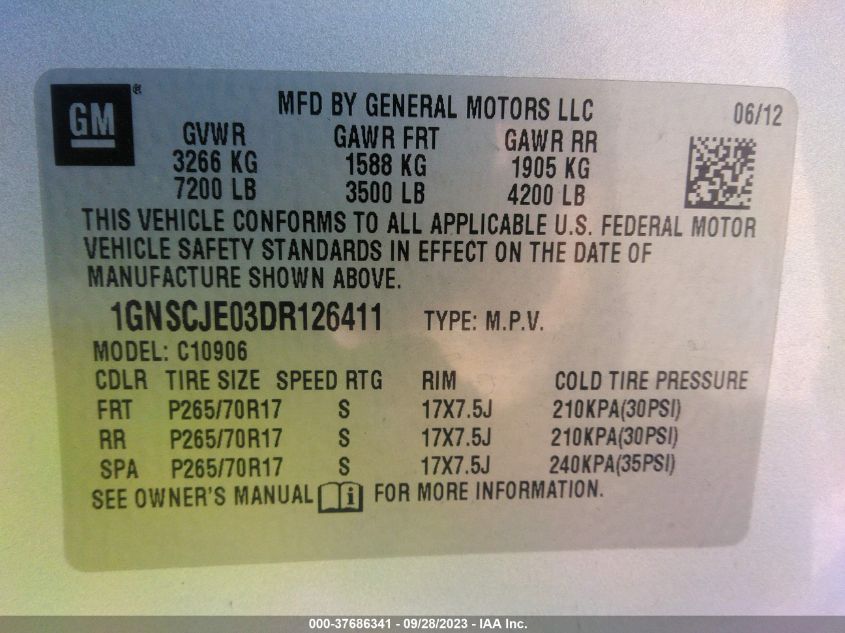 GM
MFD BY GENERAL MOTORS LLC 06/12
GVWR GAWR FRT GAWR RR
3266 KG 1588 KG 1905 KG
7200 LB 3500 LB 4200 LB
THIS VEHICLE CONFORMS TO ALL APPLICABLE U.S. FEDERAL MOTOR
VEHICLE SAFETY STANDARDS IN EFFECT ON THE DATE OF
MANUFACTURE SHOWN ABOVE.
1GNSCJE03DR126411 TYPE: M.P.V.
MODEL: C10906
CDLR TIRE SIZE SPEED RTG RIM COLD TIRE PRESSURE
FRT P265/70R17 S 17X7.5J 210KPA(30PSI)
RR P265/70R17 S 17X7.5J 210KPA(30PSI)
SPA P265/70R17 S 17X7.5J 240KPA(35PSI)
SEE OWNER'S MANUAL i FOR MORE INFORMATION.
000-37686341 - 09/28/2023 - IAA Inc.